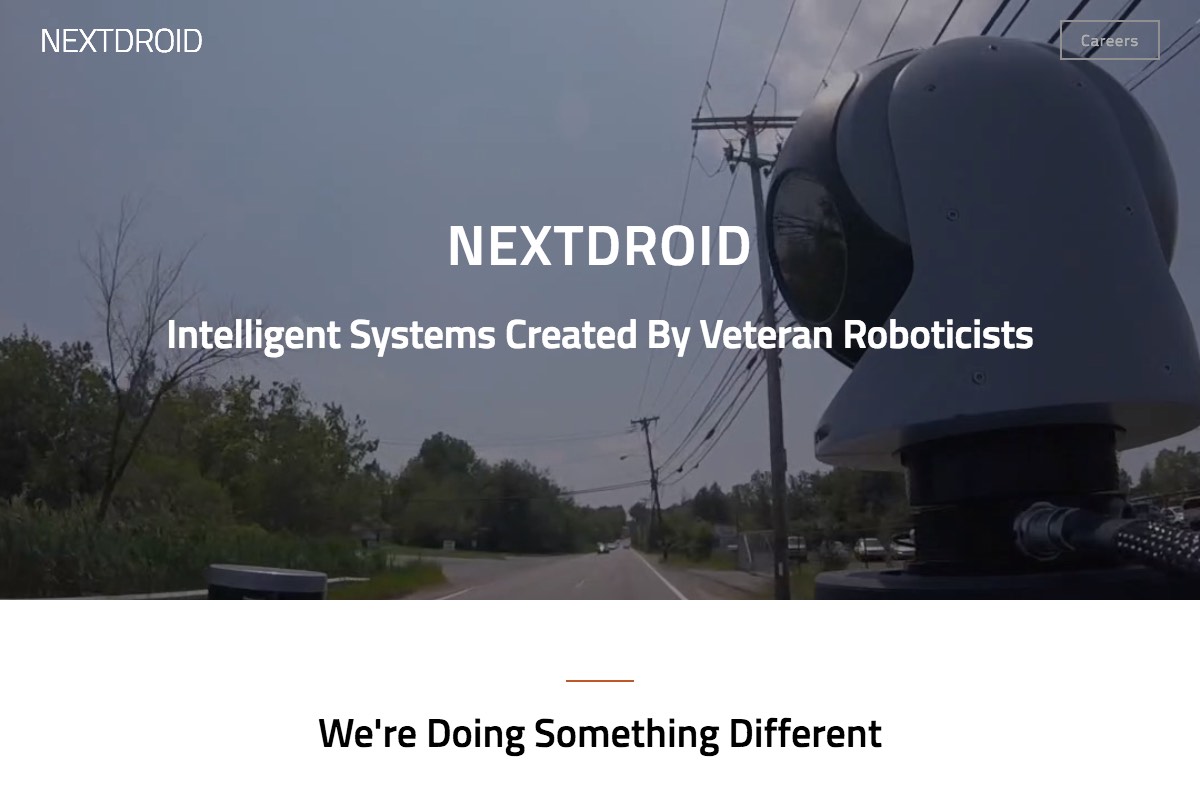 NEXTDROID
Careers
NEXTDROID
Intelligent Systems Created By Veteran Roboticists
We're Doing Something Different